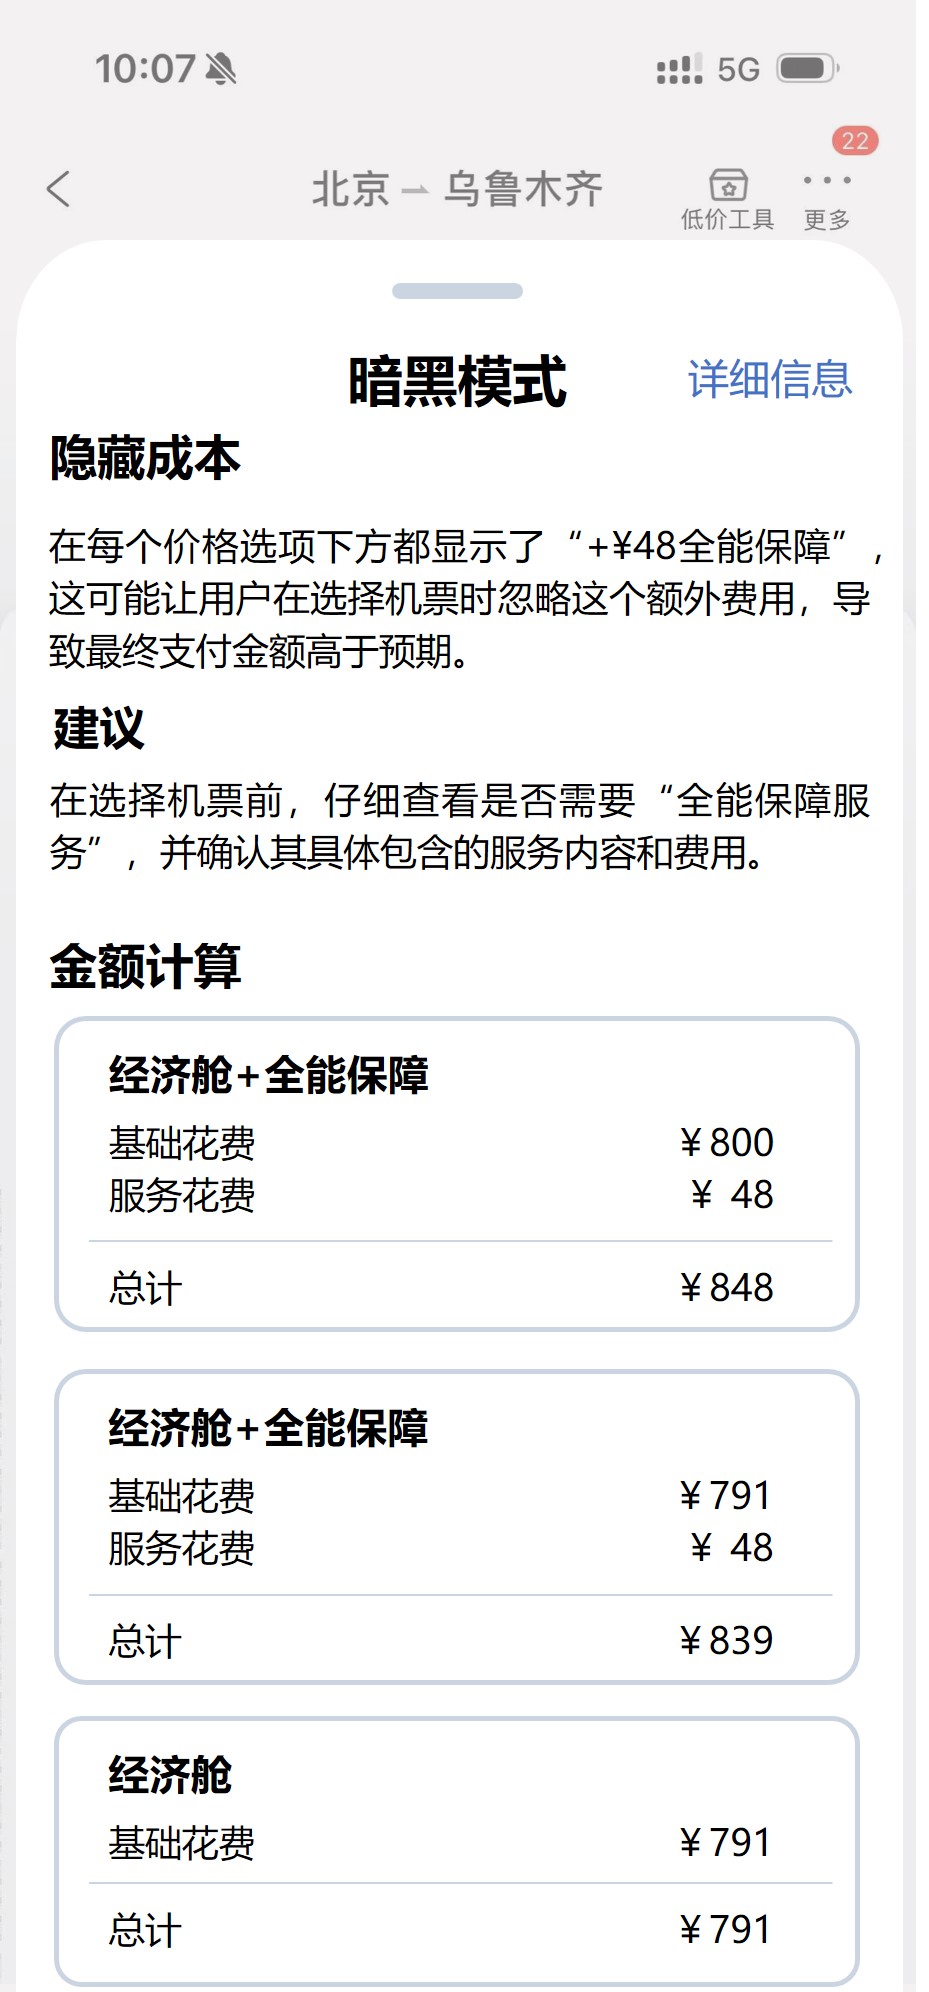 10:07
5G
22
北京
乌鲁木齐
低价工具
更多
暗黑模式
详细信息
隐藏成本
在每个价格选项下方都显示了“+¥48全能保障”,
这可能让用户在选择机票时忽略这个额外费用，导
致最终支付金额高于预期。
建议
在选择机票前，仔细查看是否需要“全能保障服
务”，并确认其具体包含的服务内容和费用。
金额计算
经济舱+全能保障
基础花费 ¥800
服务花费 ¥ 48
总计 ¥848
经济舱+全能保障
基础花费 ¥791
服务花费 ¥ 48
总计 ¥839
经济舱
基础花费 ¥791
总计 ¥791